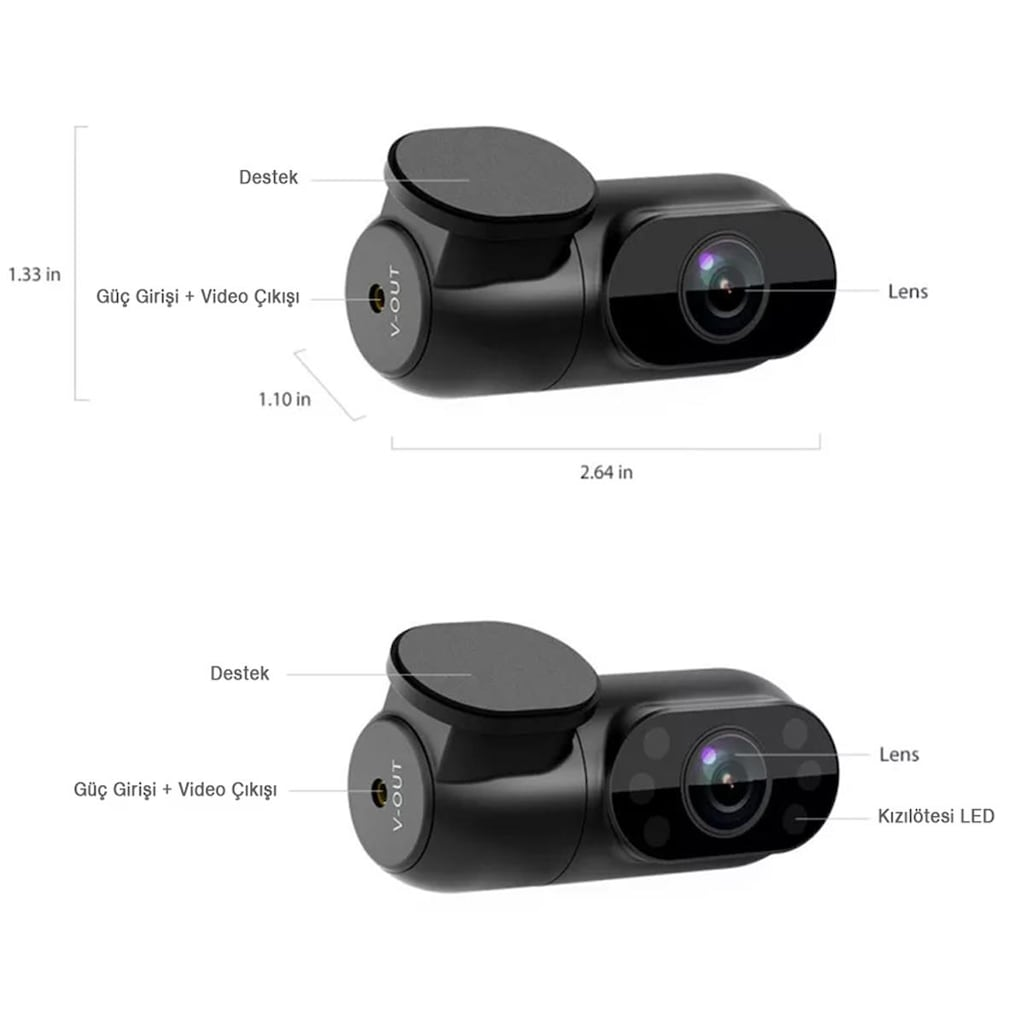 Destek
1.33 in
Güç Girişi + Video Çıkışı
V-OUT
Lens
1.10 in
2.64 in
Destek
Lens
Güç Girişi + Video Çıkışı
V-OUT
Kızılötesi LED